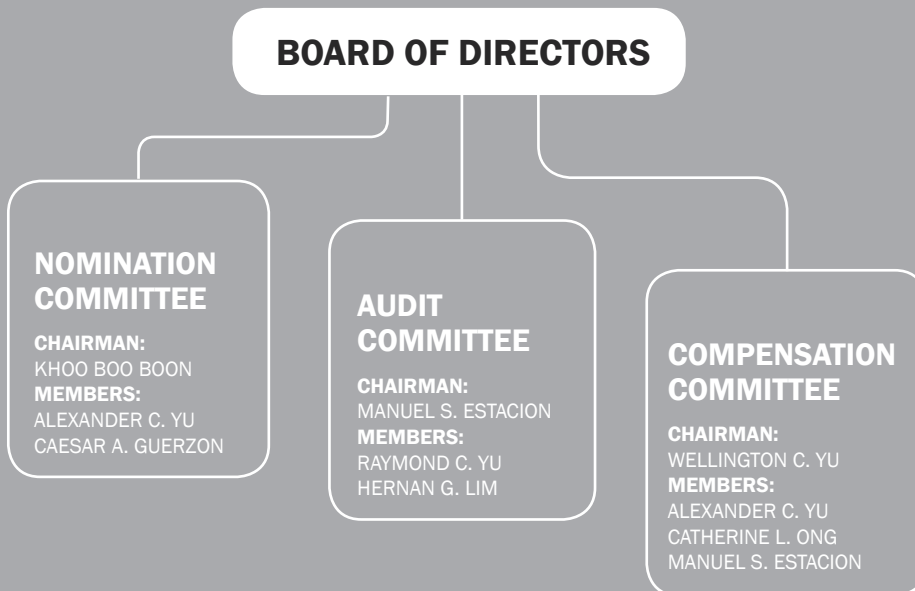 BOARD OF DIRECTORS
NOMINATION
COMMITTEE
CHAIRMAN:
KHOO BOO BOON
MEMBERS:
ALEXANDER C. YU
CAESAR A. GUERZON
AUDIT
COMMITTEE
CHAIRMAN:
MANUEL S. ESTACION
MEMBERS:
RAYMOND C. YU
HERNAN G. LIM
COMPENSATION
COMMITTEE
CHAIRMAN:
WELLINGTON C. YU
MEMBERS:
ALEXANDER C. YU
CATHERINE L. ONG
MANUEL S. ESTACION